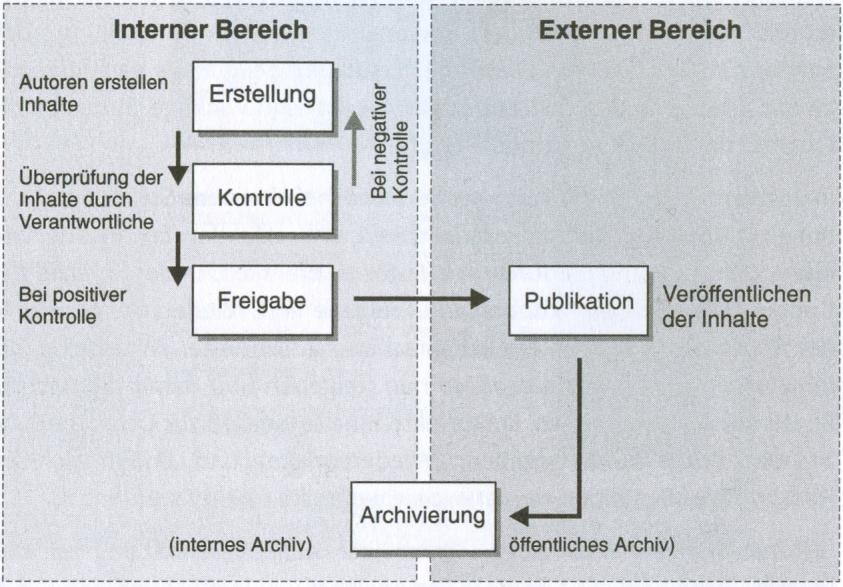 Interner Bereich
Externer Bereich
Autoren erstellen
Inhalte
Erstellung
Bei negativer
Kontrolle
Überprüfung der
Inhalte durch
Verantwortliche
Kontrolle
Bei positiver
Kontrolle
Freigabe
Publikation
Veröffentlichen
der Inhalte
Archivierung
(internes Archiv)
öffentliches Archiv)